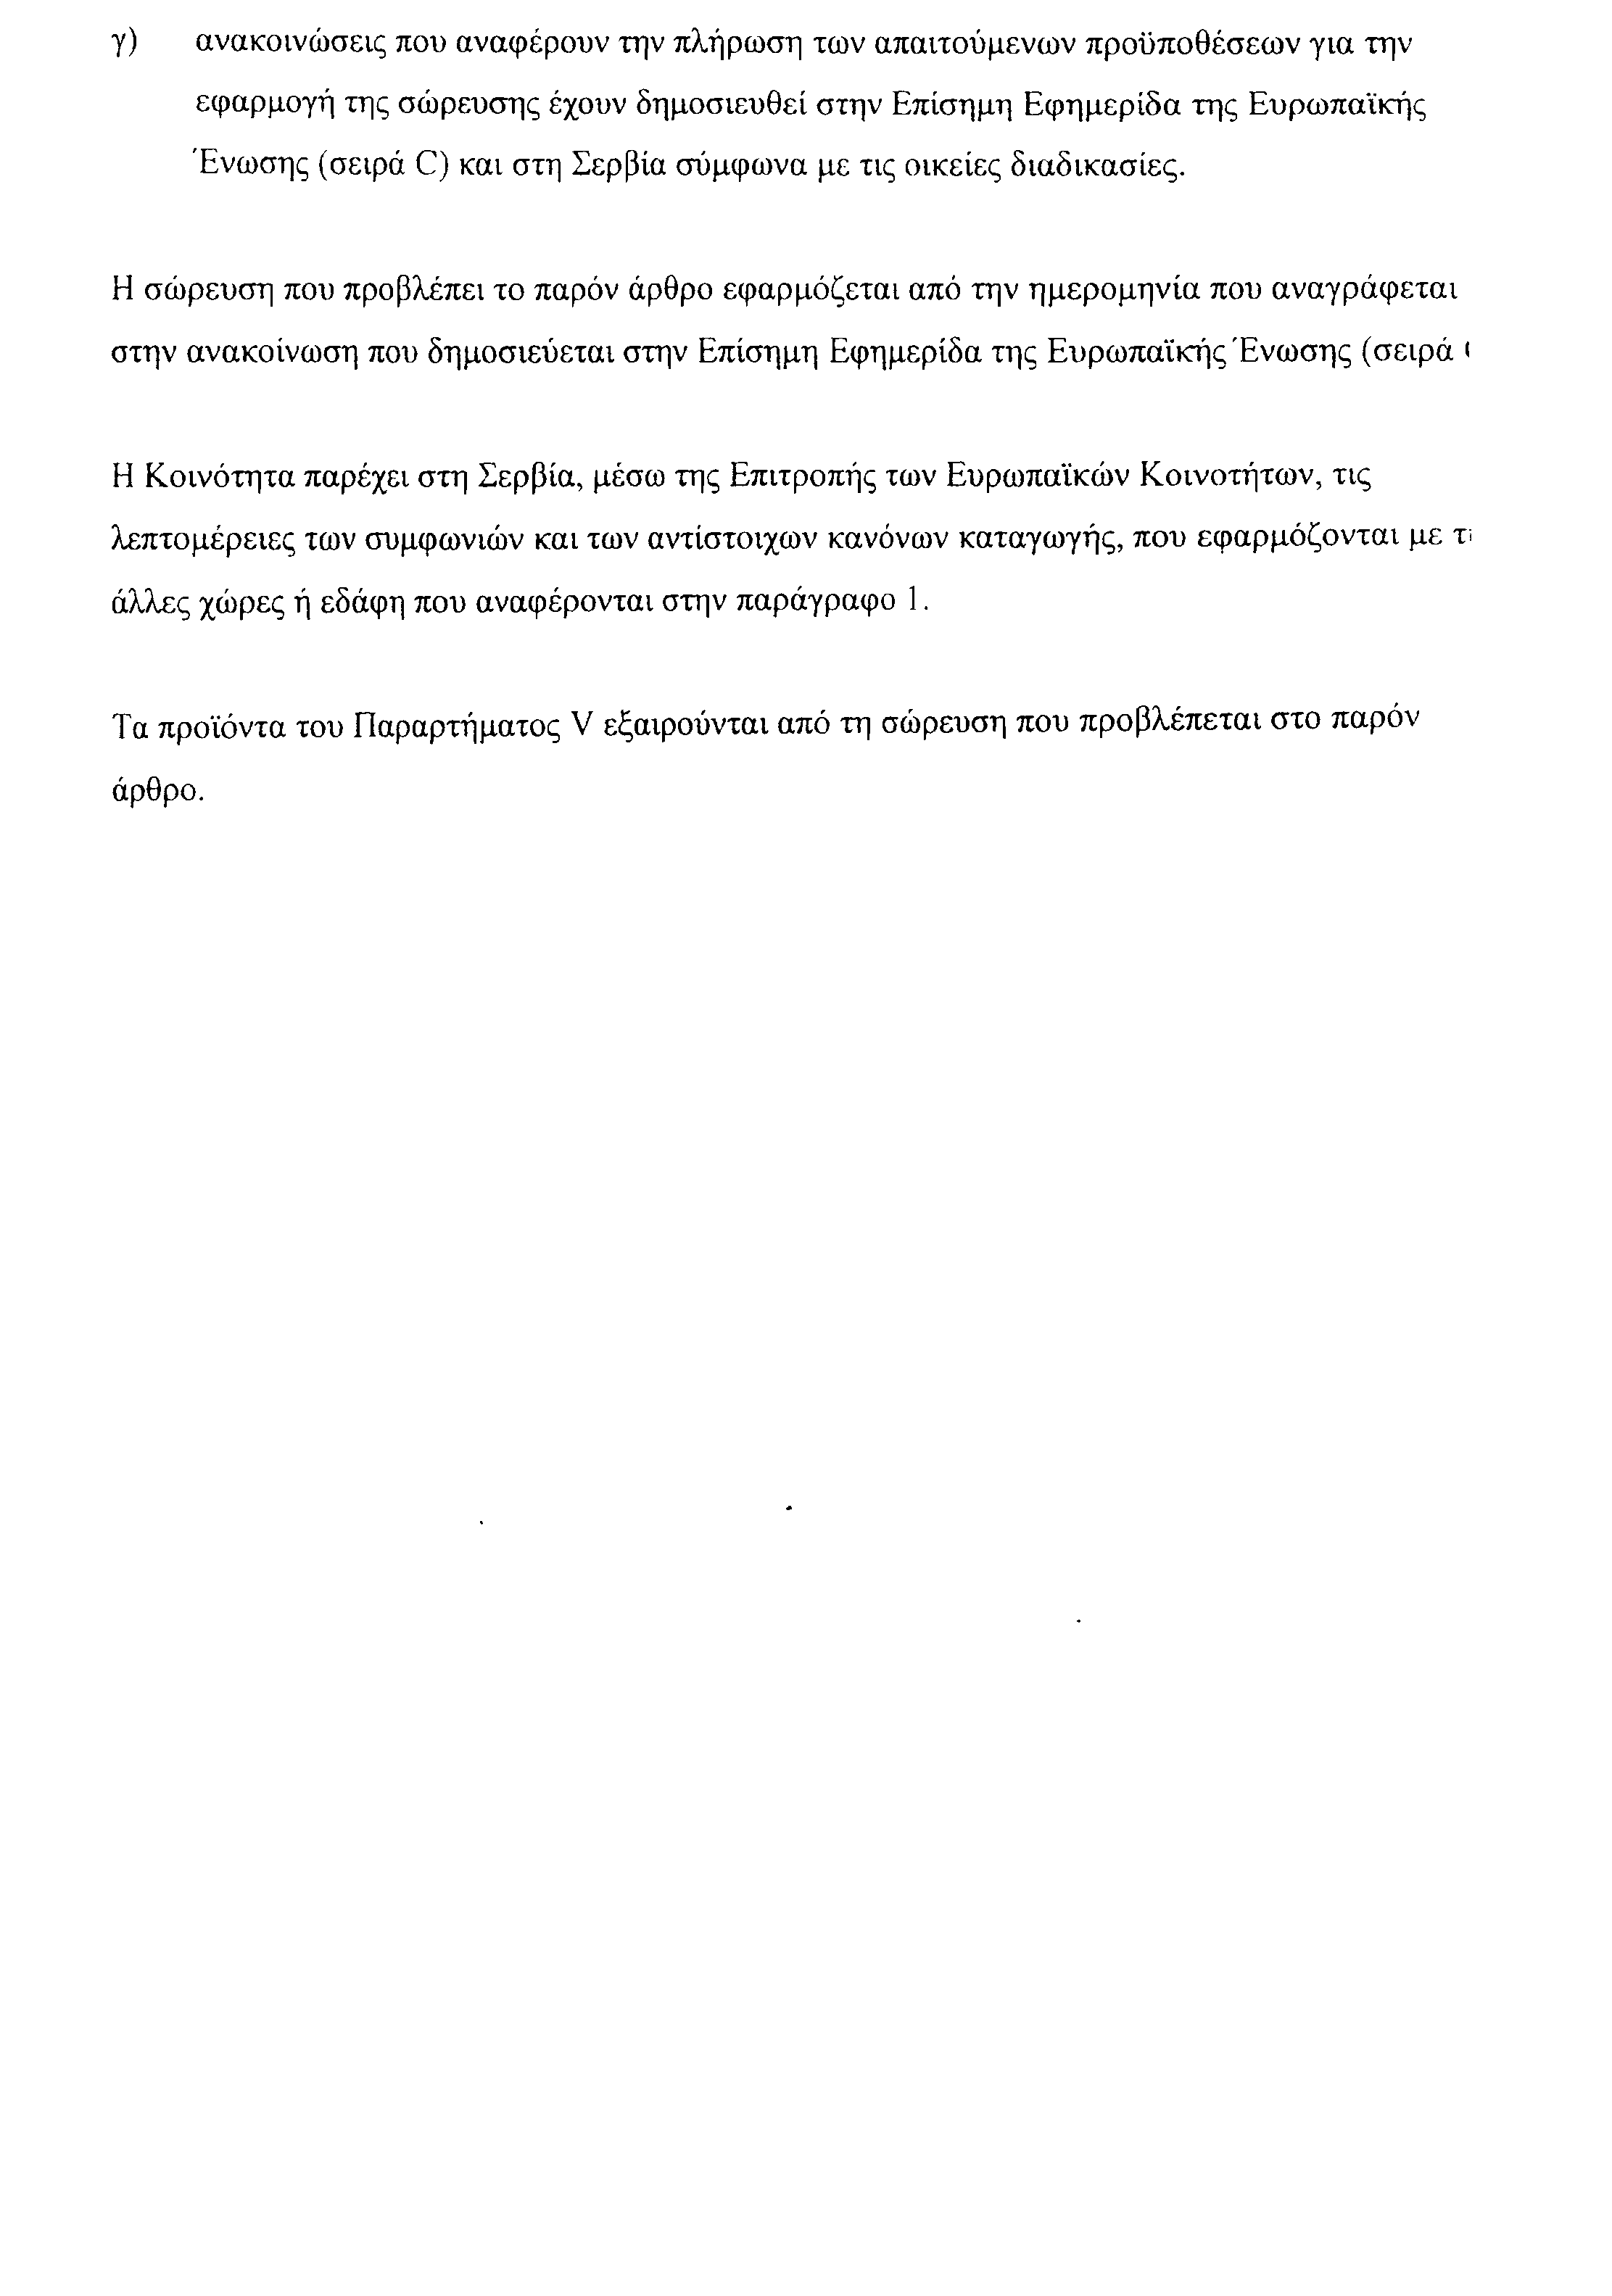 γ) ανακοινώσεις που αναφέρουν την πλήρωση των απαιτούμενων προϋποθέσεων για την
εφαρμογή της σώρευσης έχουν δημοσιευθεί στην Επίσημη Εφημερίδα της Ευρωπαϊκής
Ένωσης (σειρά C) και στη Σερβία σύμφωνα με τις οικείες διαδικασίες.
Η σώρευση που προβλέπει το παρόν άρθρο εφαρμόζεται από την ημερομηνία που αναγράφεται
στην ανακοίνωση που δημοσιεύεται στην Επίσημη Εφημερίδα της Ευρωπαϊκής Ένωσης (σειρά
Η Κοινότητα παρέχει στη Σερβία, μέσω της Επιτροπής των Ευρωπαϊκών Κοινοτήτων, τις
λεπτομέρειες των συμφωνιών και των αντίστοιχων κανόνων καταγωγής, που εφαρμόζονται με
άλλες χώρες ή εδάφη που αναφέρονται στην παράγραφο 1.
Τα προϊόντα του Παραρτήματος V εξαιρούνται από τη σώρευση που προβλέπεται στο παρόν
άρθρο.